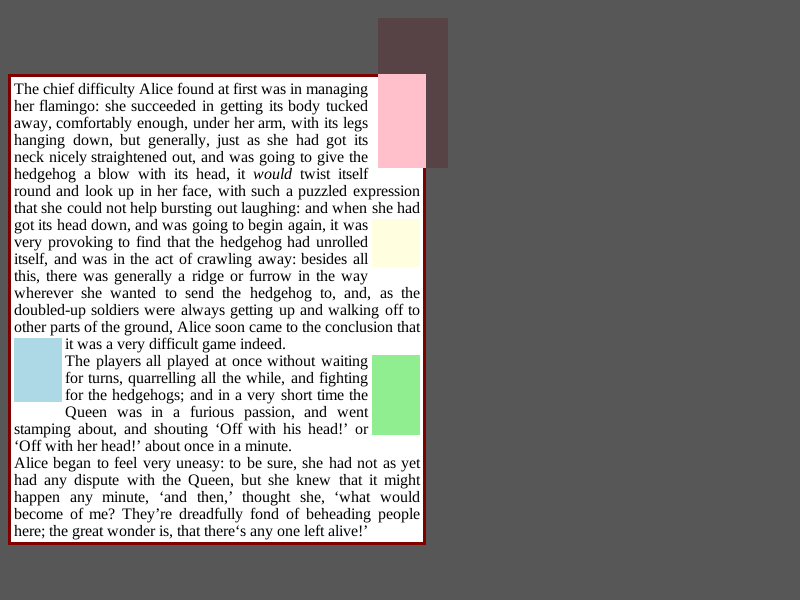 The chief difficulty Alice found at first was in managing
her flamingo: she succeeded in getting its body tucked
away, comfortably enough, under her arm, with its legs
hanging down, but generally, just as she had got its
neck nicely straightened out, and was going to give the
hedgehog a blow with its head, it would twist itself
round and look up in her face, with such a puzzled expression
that she could not help bursting out laughing: and when she had
got its head down, and was going to begin again, it was
very provoking to find that the hedgehog had unrolled
itself, and was in the act of crawling away: besides all
this, there was generally a ridge or furrow in the way
wherever she wanted to send the hedgehog to, and, as the
doubled-up soldiers were always getting up and walking off to
other parts of the ground, Alice soon came to the conclusion that
it was a very difficult game indeed.
The players all played at once without waiting
for turns, quarrelling all the while, and fighting
for the hedgehogs; and in a very short time the
Queen was in a furious passion, and went
stamping about, and shouting ‘Off with his head!’ or
‘Off with her head!’ about once in a minute.
Alice began to feel very uneasy: to be sure, she had not as yet
had any dispute with the Queen, but she knew that it might
happen any minute, ‘and then,’ thought she, ‘what would
become of me? They’re dreadfully fond of beheading people
here; the great wonder is, that there‘s any one left alive!’